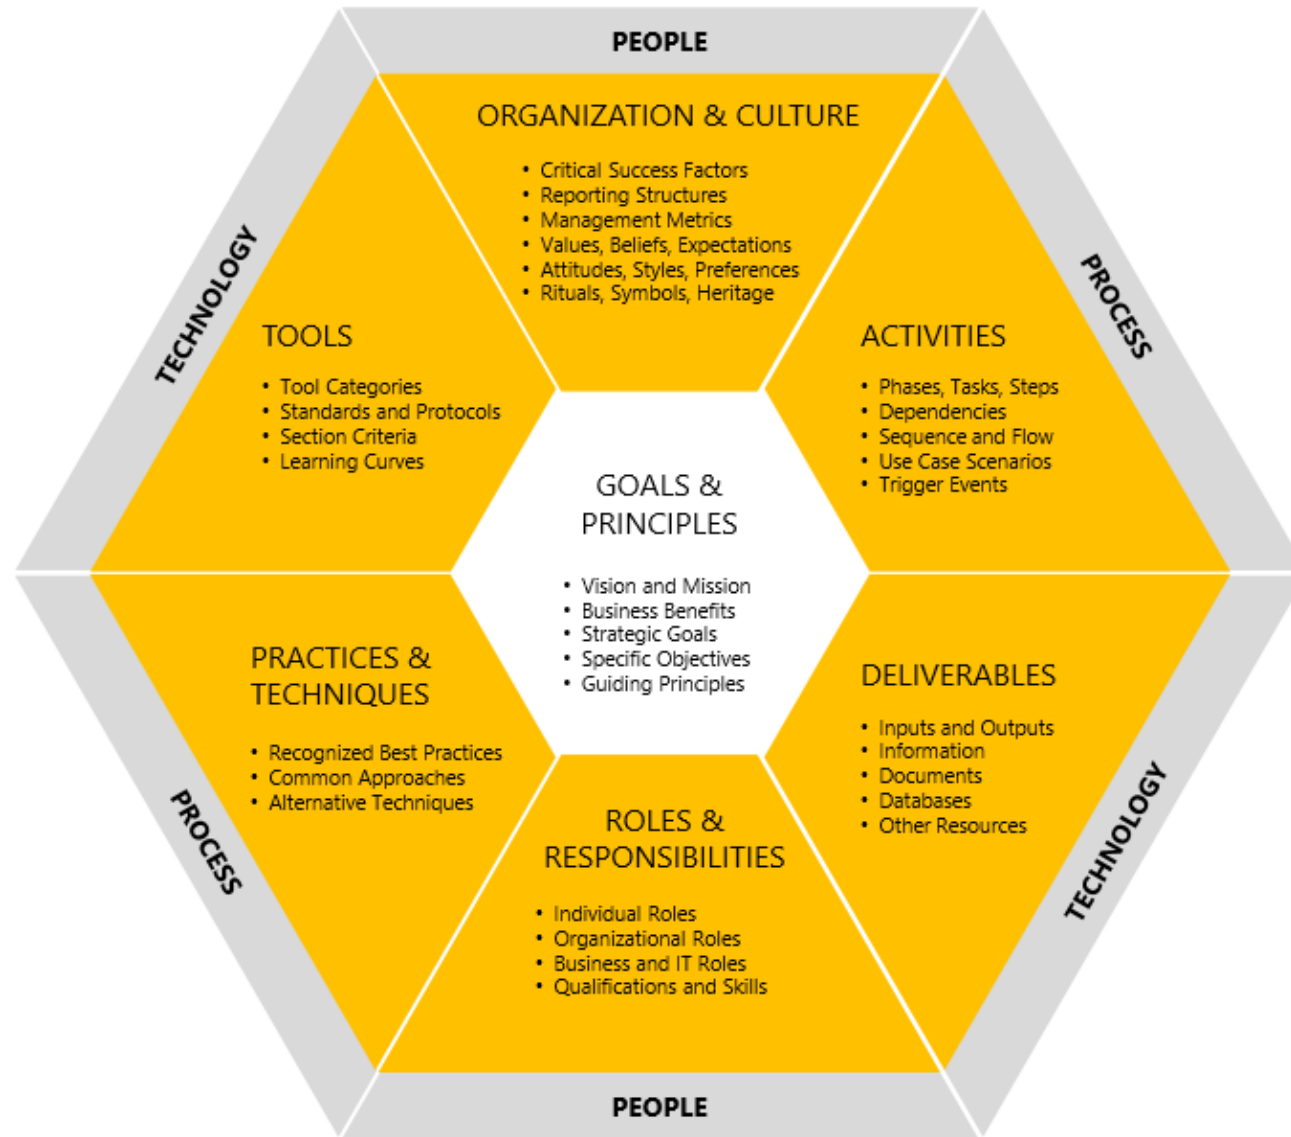 PEOPLE
ORGANIZATION & CULTURE
• Critical Success Factors
• Reporting Structures
• Management Metrics
• Values, Beliefs, Expectations
• Attitudes, Styles, Preferences
• Rituals, Symbols, Heritage
TECHNOLOGY
TOOLS
• Tool Categories
• Standards and Protocols
• Section Criteria
• Learning Curves
PROCESS
ACTIVITIES
• Phases, Tasks, Steps
• Dependencies
• Sequence and Flow
• Use Case Scenarios
• Trigger Events
GOALS &
PRINCIPLES
• Vision and Mission
• Business Benefits
• Strategic Goals
• Specific Objectives
• Guiding Principles
PRACTICES &
TECHNIQUES
• Recognized Best Practices
• Common Approaches
• Alternative Techniques
PROCESS
DELIVERABLES
• Inputs and Outputs
• Information
• Documents
• Databases
• Other Resources
TECHNOLOGY
ROLES &
RESPONSIBILITIES
• Individual Roles
• Organizational Roles
• Business and IT Roles
• Qualifications and Skills
PEOPLE